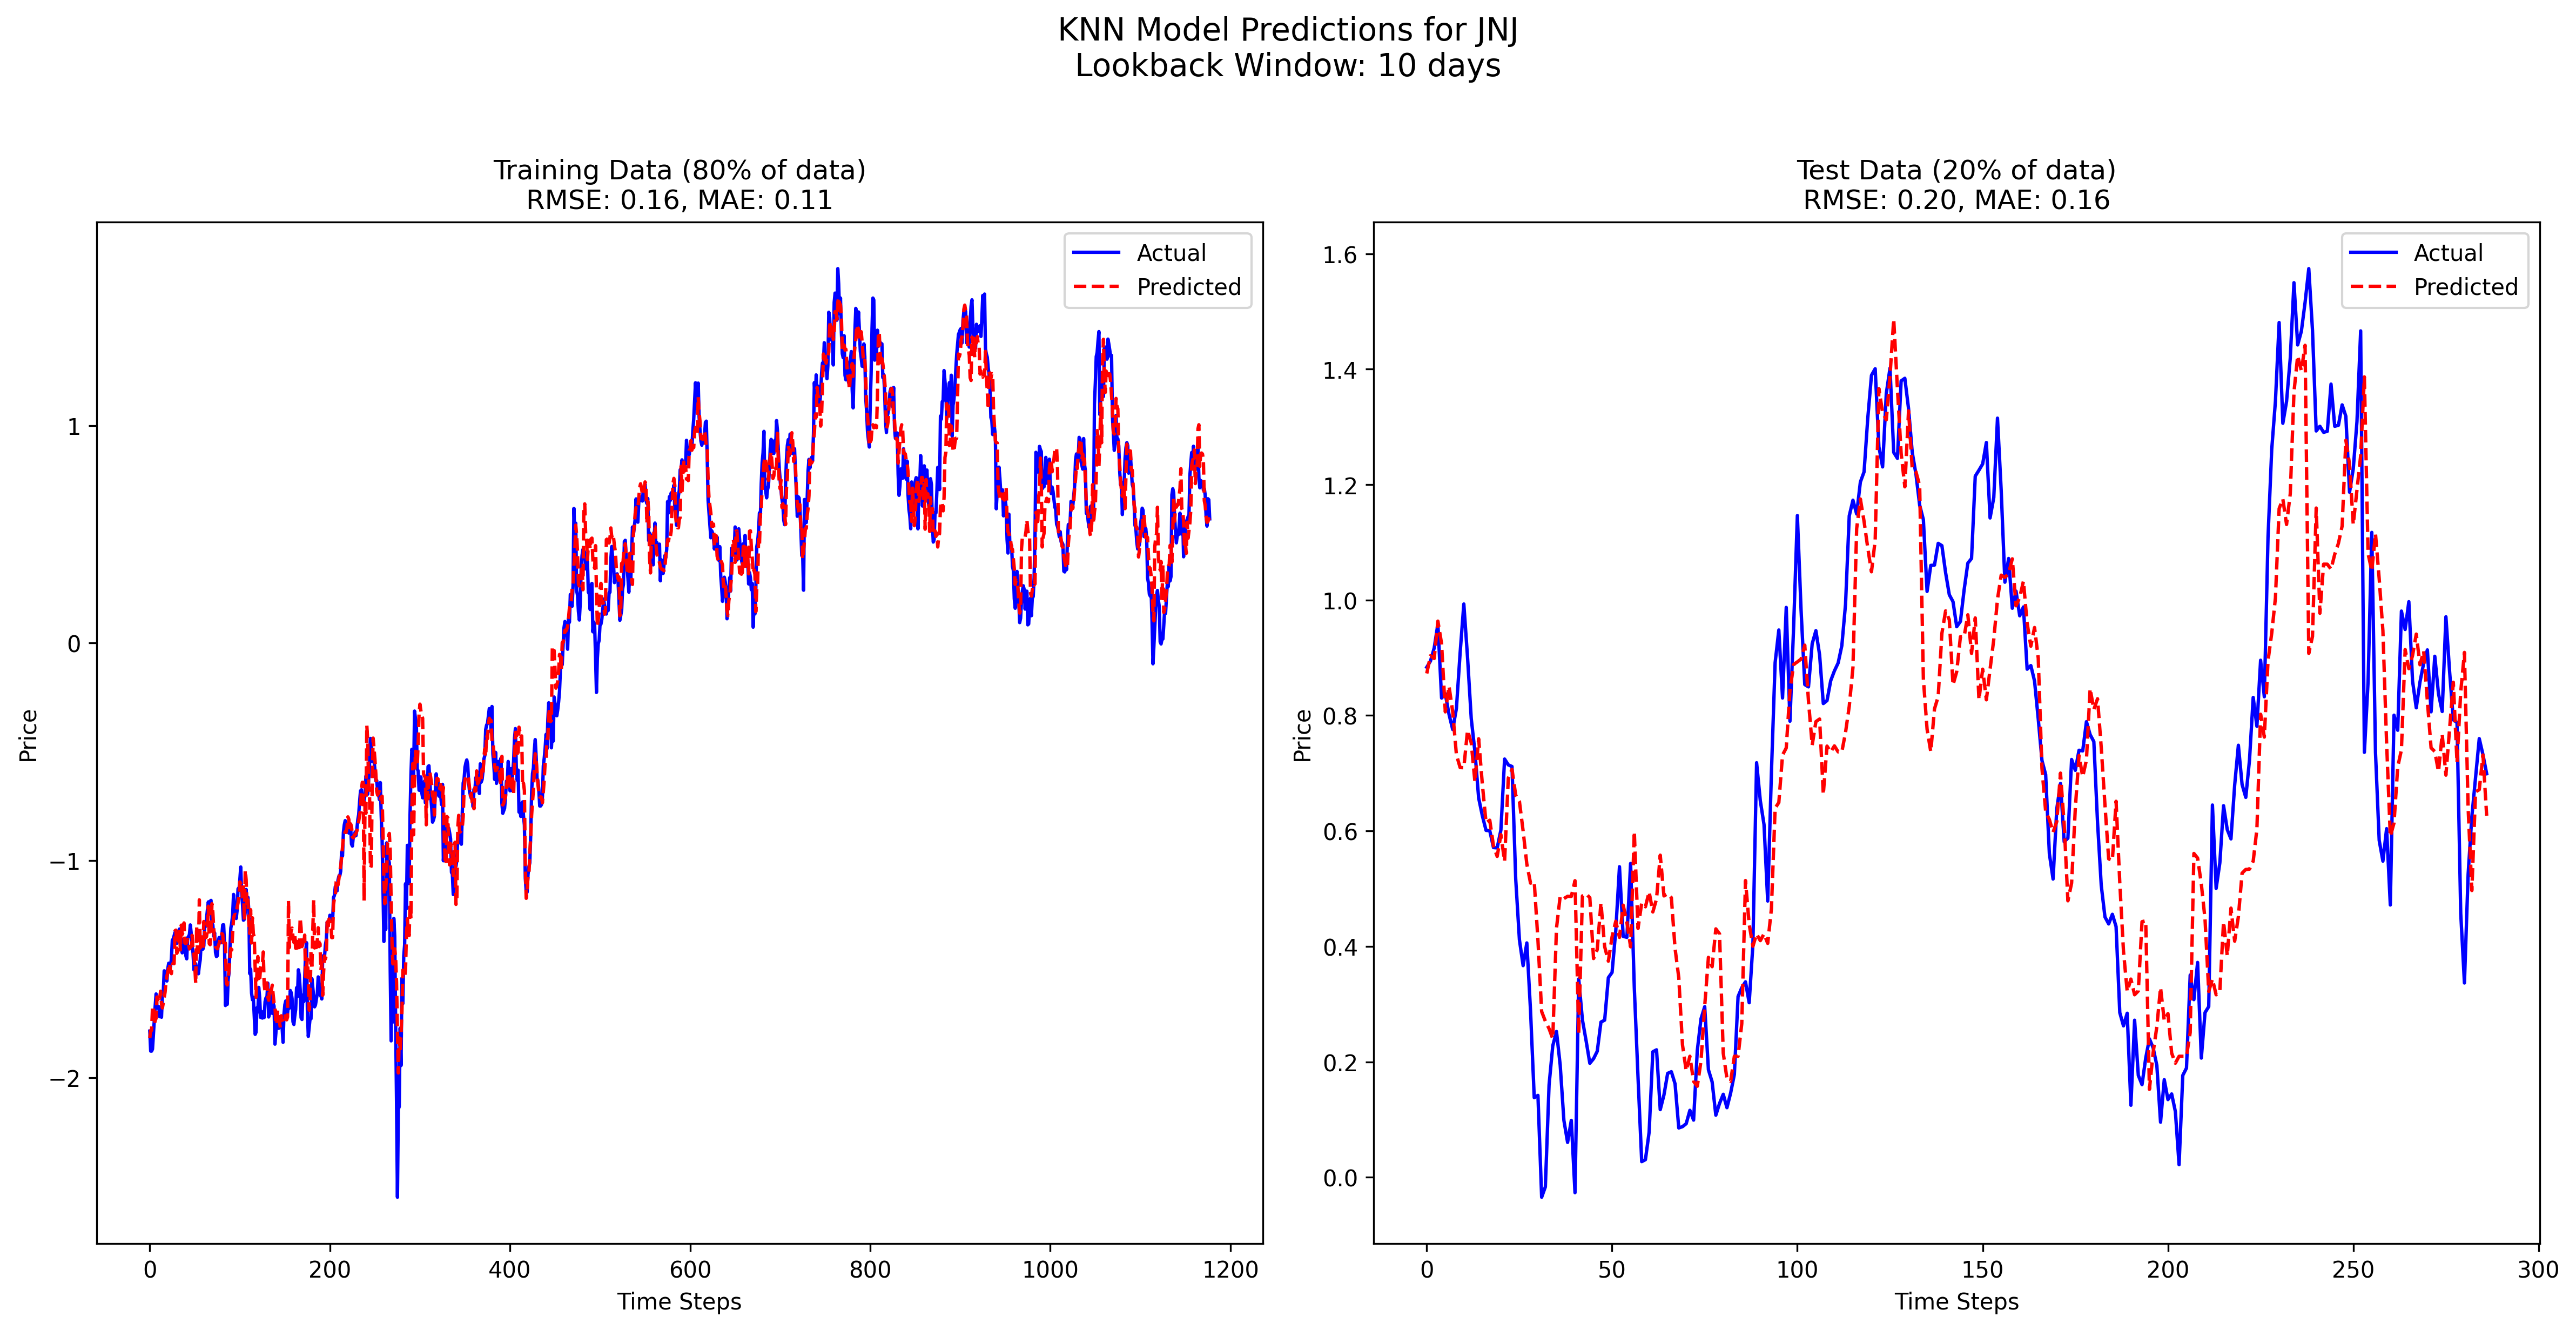 KNN Model Predictions for JNJ
Lookback Window: 10 days
Training Data (80% of data)
RMSE: 0.16, MAE: 0.11
Actual
Predicted
1
0
−1
−2
Price
0
200
400
600
800
1000
1200
Time Steps
Test Data (20% of data)
RMSE: 0.20, MAE: 0.16
Actual
Predicted
1.6
1.4
1.2
1.0
0.8
0.6
0.4
0.2
0.0
Price
0
50
100
150
200
250
300
Time Steps